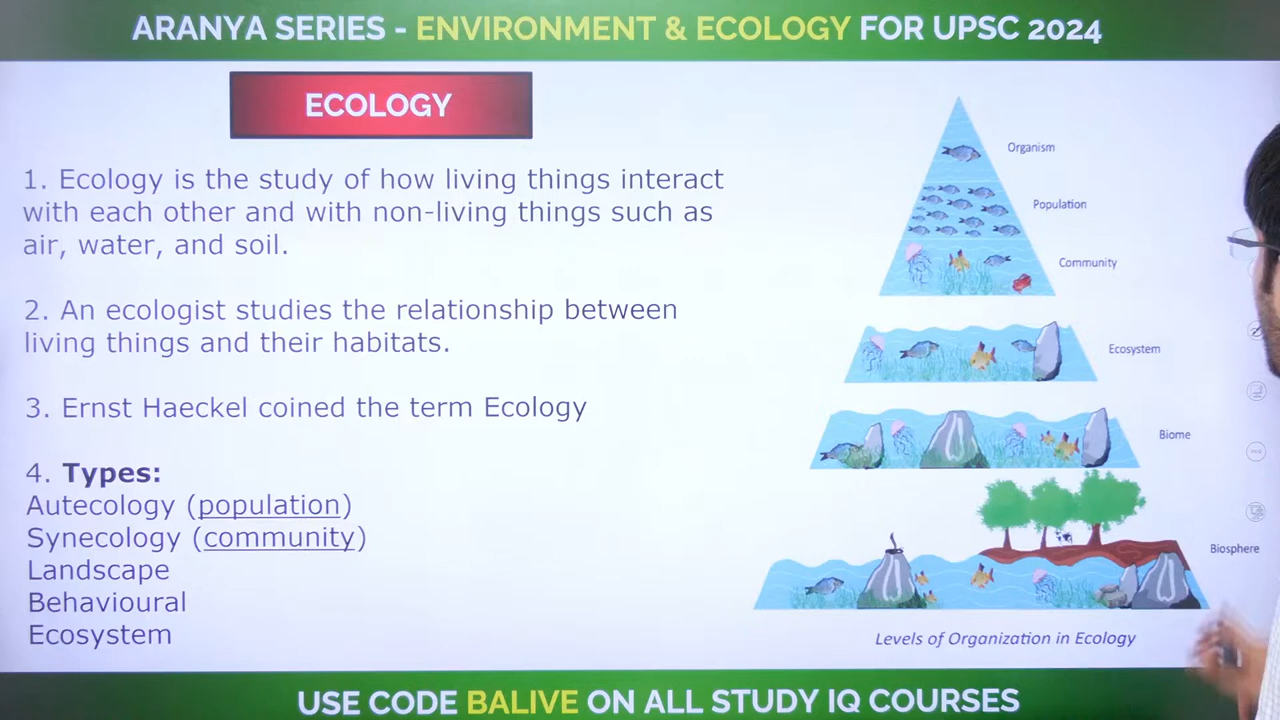 ARANYA SERIES - ENVIRONMENT & ECOLOGY FOR UPSC 2024
ECOLOGY
1. Ecology is the study of how living things interact
with each other and with non-living things such as
air, water, and soil.
2. An ecologist studies the relationship between
living things and their habitats.
3. Ernst Haeckel coined the term Ecology
4. Types:
Autecology (population)
Synecology (community)
Landscape
Behavioural
Ecosystem
Organism
Population
Community
Ecosystem
Biome
Biosphere
Levels of Organization in Ecology
USE CODE BALIVE ON ALL STUDY IQ COURSES